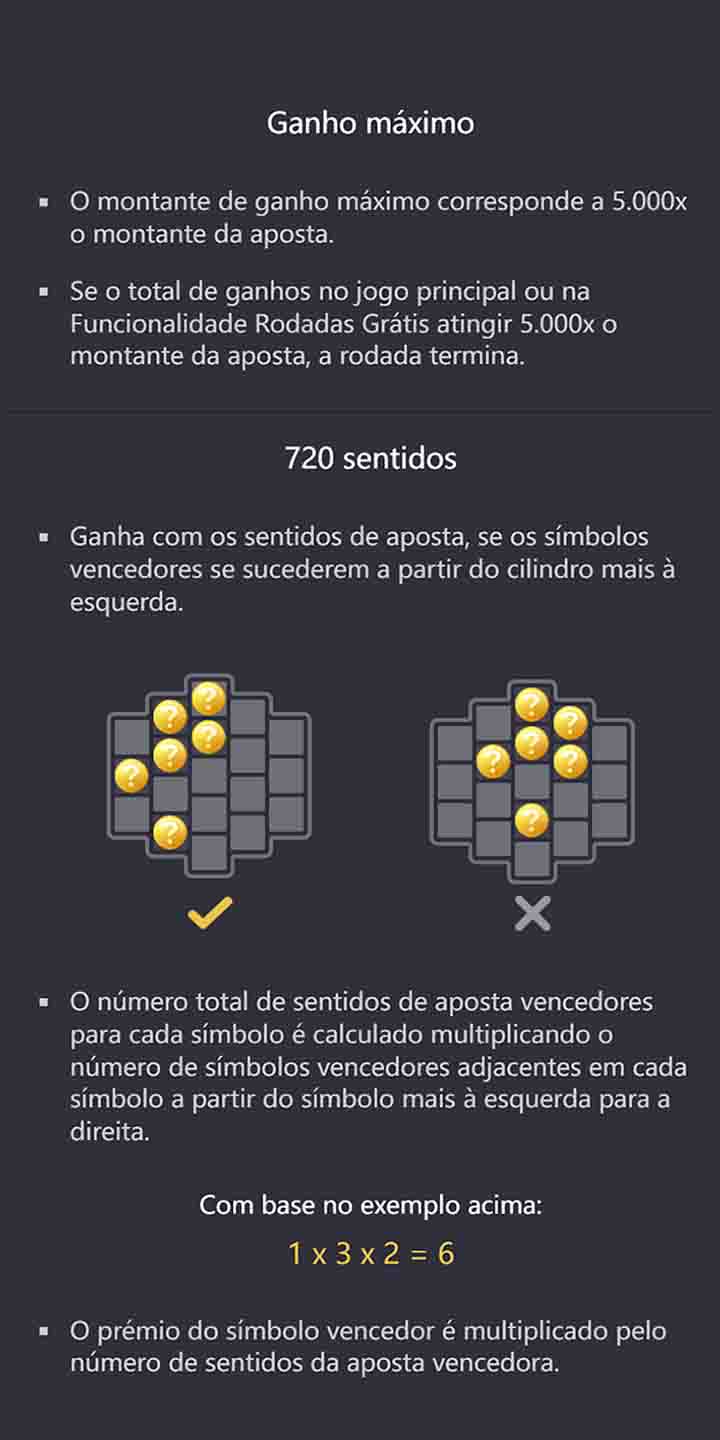 Ganho máximo
▪ O montante de ganho máximo corresponde a 5.000x
o montante da aposta.
▪ Se o total de ganhos no jogo principal ou na
Funcionalidade Rodadas Grátis atingir 5.000x o
montante da aposta, a rodada termina.
720 sentidos
▪ Ganha com os sentidos de aposta, se os símbolos
vencedores se sucederem a partir do cilindro mais à
esquerda.
? ? ? ? ? ?
? ? ? ? ? ?
▪ O número total de sentidos de aposta vencedores
para cada símbolo é calculado multiplicando o
número de símbolos vencedores adjacentes em cada
símbolo a partir do símbolo mais à esquerda para a
direita.
Com base no exemplo acima:
1 x 3 x 2 = 6
▪ O prémio do símbolo vencedor é multiplicado pelo
número de sentidos da aposta vencedora.